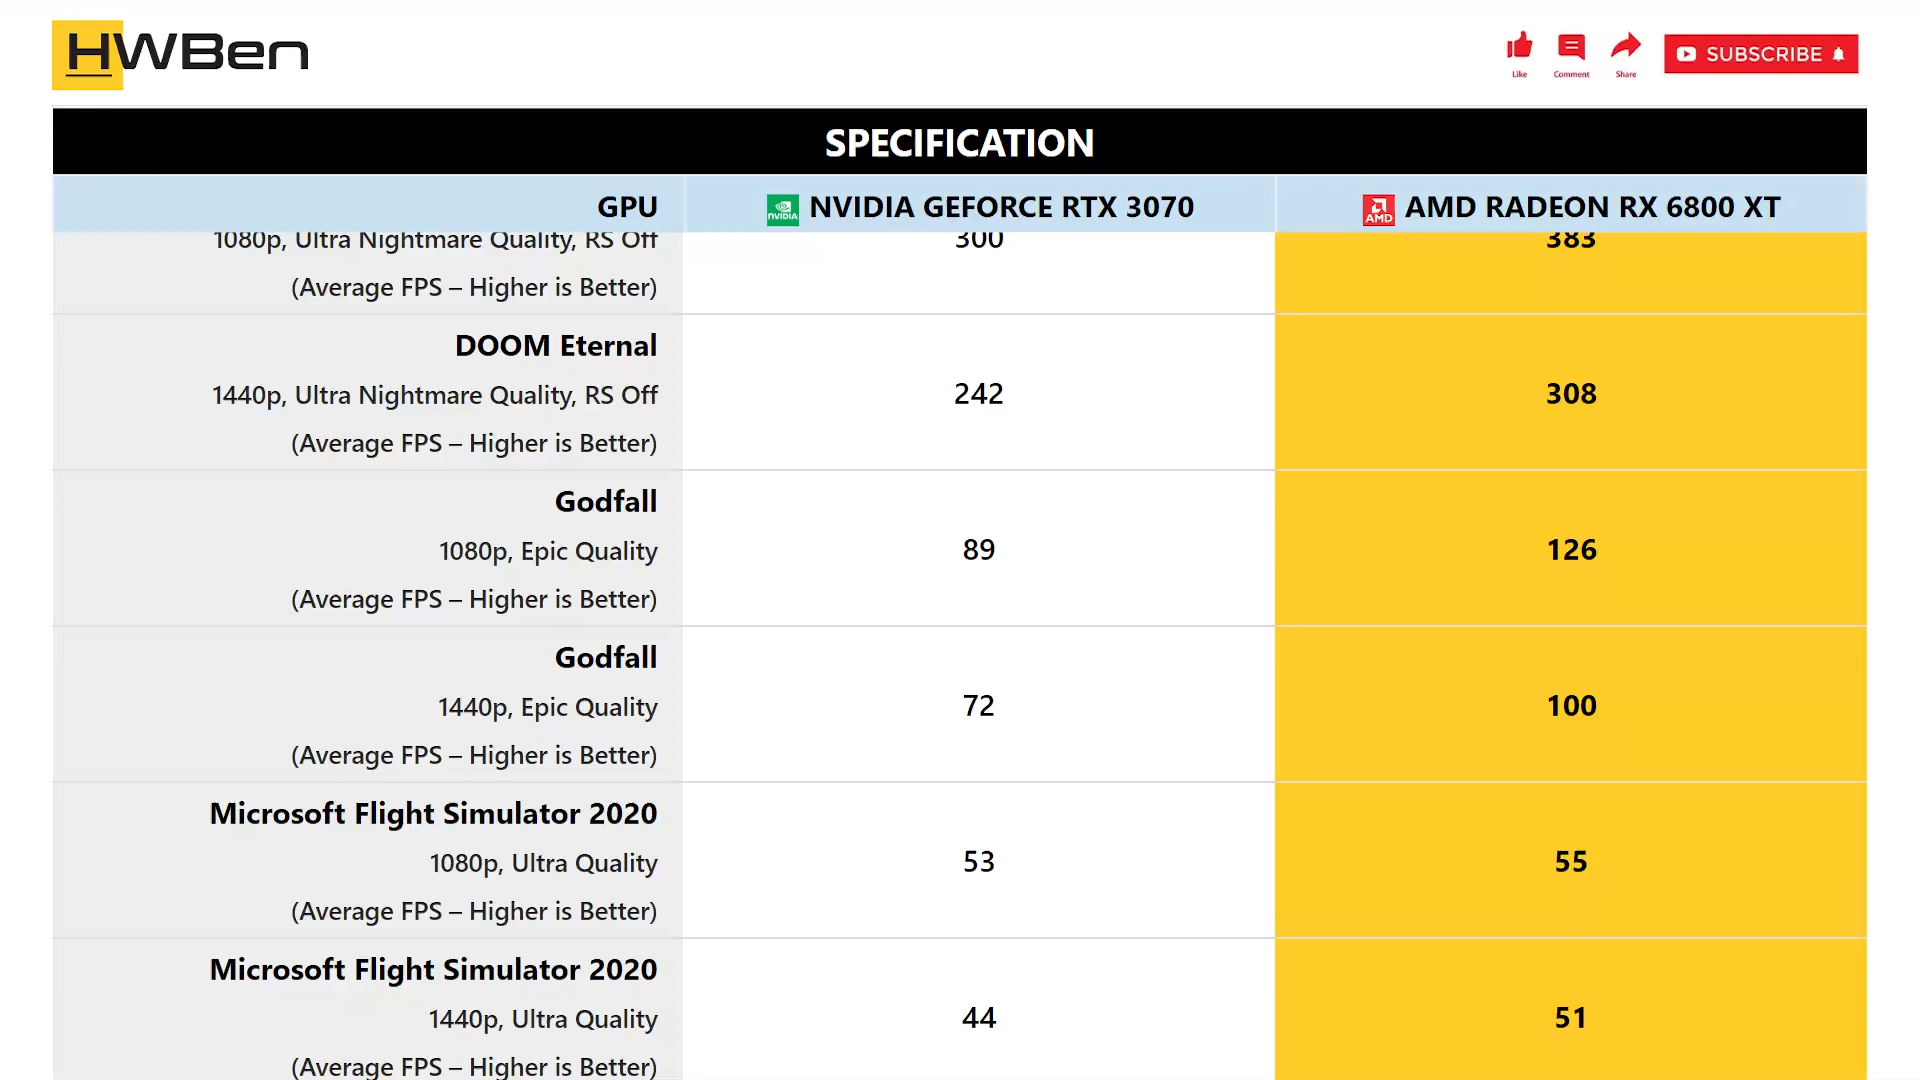 HWBen
Like
Comment
Share
SUBSCRIBE
SPECIFICATION
GPU
NVIDIA
NVIDIA GEFORCE RTX 3070
AMD
AMD RADEON RX 6800 XT
1080p, Ultra Nightmare Quality, RS Off
300
383
(Average FPS – Higher is Better)
DOOM Eternal
1440p, Ultra Nightmare Quality, RS Off
242
308
(Average FPS – Higher is Better)
Godfall
1080p, Epic Quality
89
126
(Average FPS – Higher is Better)
Godfall
1440p, Epic Quality
72
100
(Average FPS – Higher is Better)
Microsoft Flight Simulator 2020
1080p, Ultra Quality
53
55
(Average FPS – Higher is Better)
Microsoft Flight Simulator 2020
1440p, Ultra Quality
44
51
(Average FPS – Higher is Better)